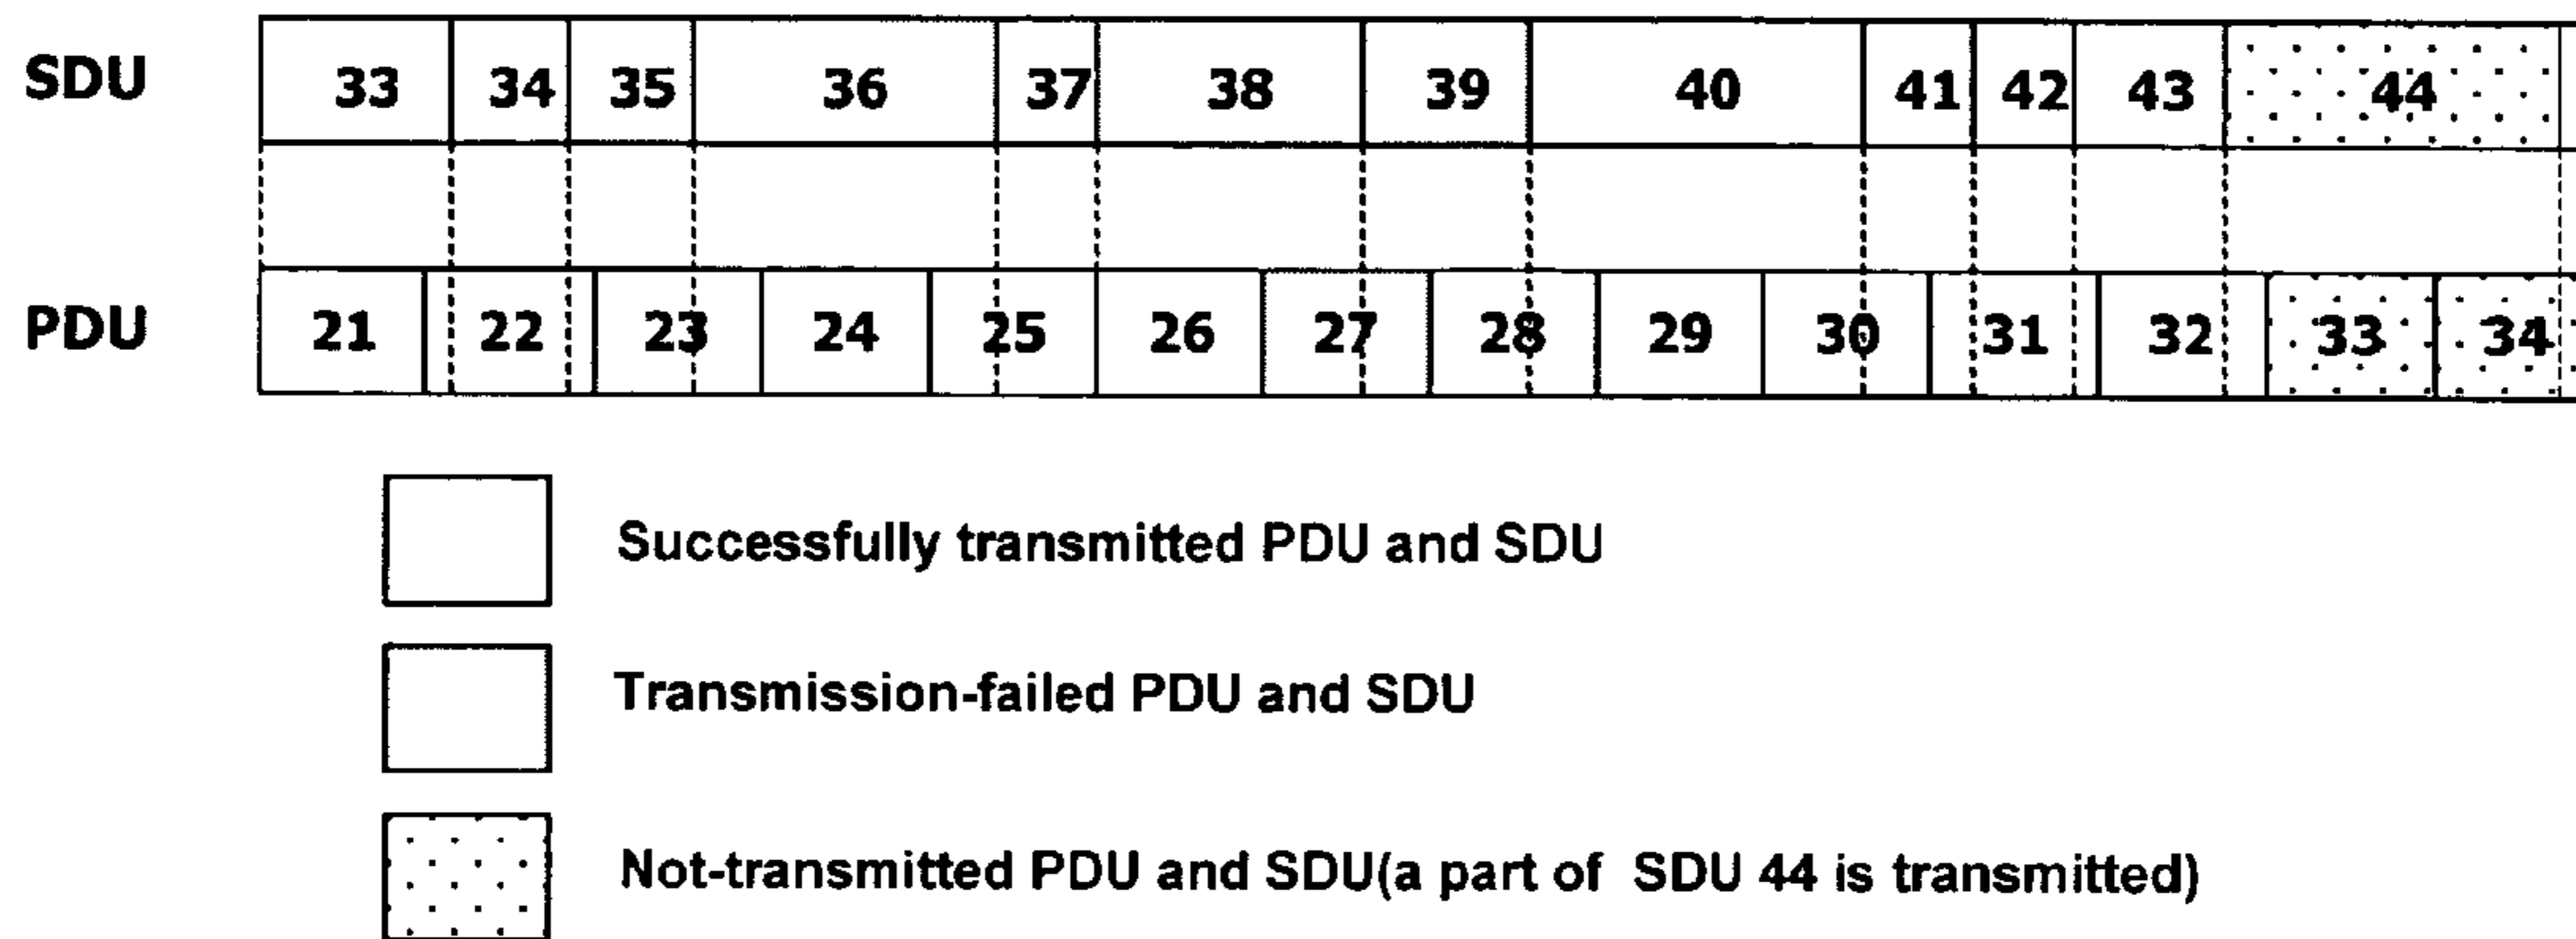 SDU 33 34 35 36 37 38 39 40 41 42 43 44
PDU 21 22 23 24 25 26 27 28 29 30 31 32 33 34
Successfully transmitted PDU and SDU
Transmission-failed PDU and SDU
Not-transmitted PDU and SDU(a part of SDU 44 is transmitted)